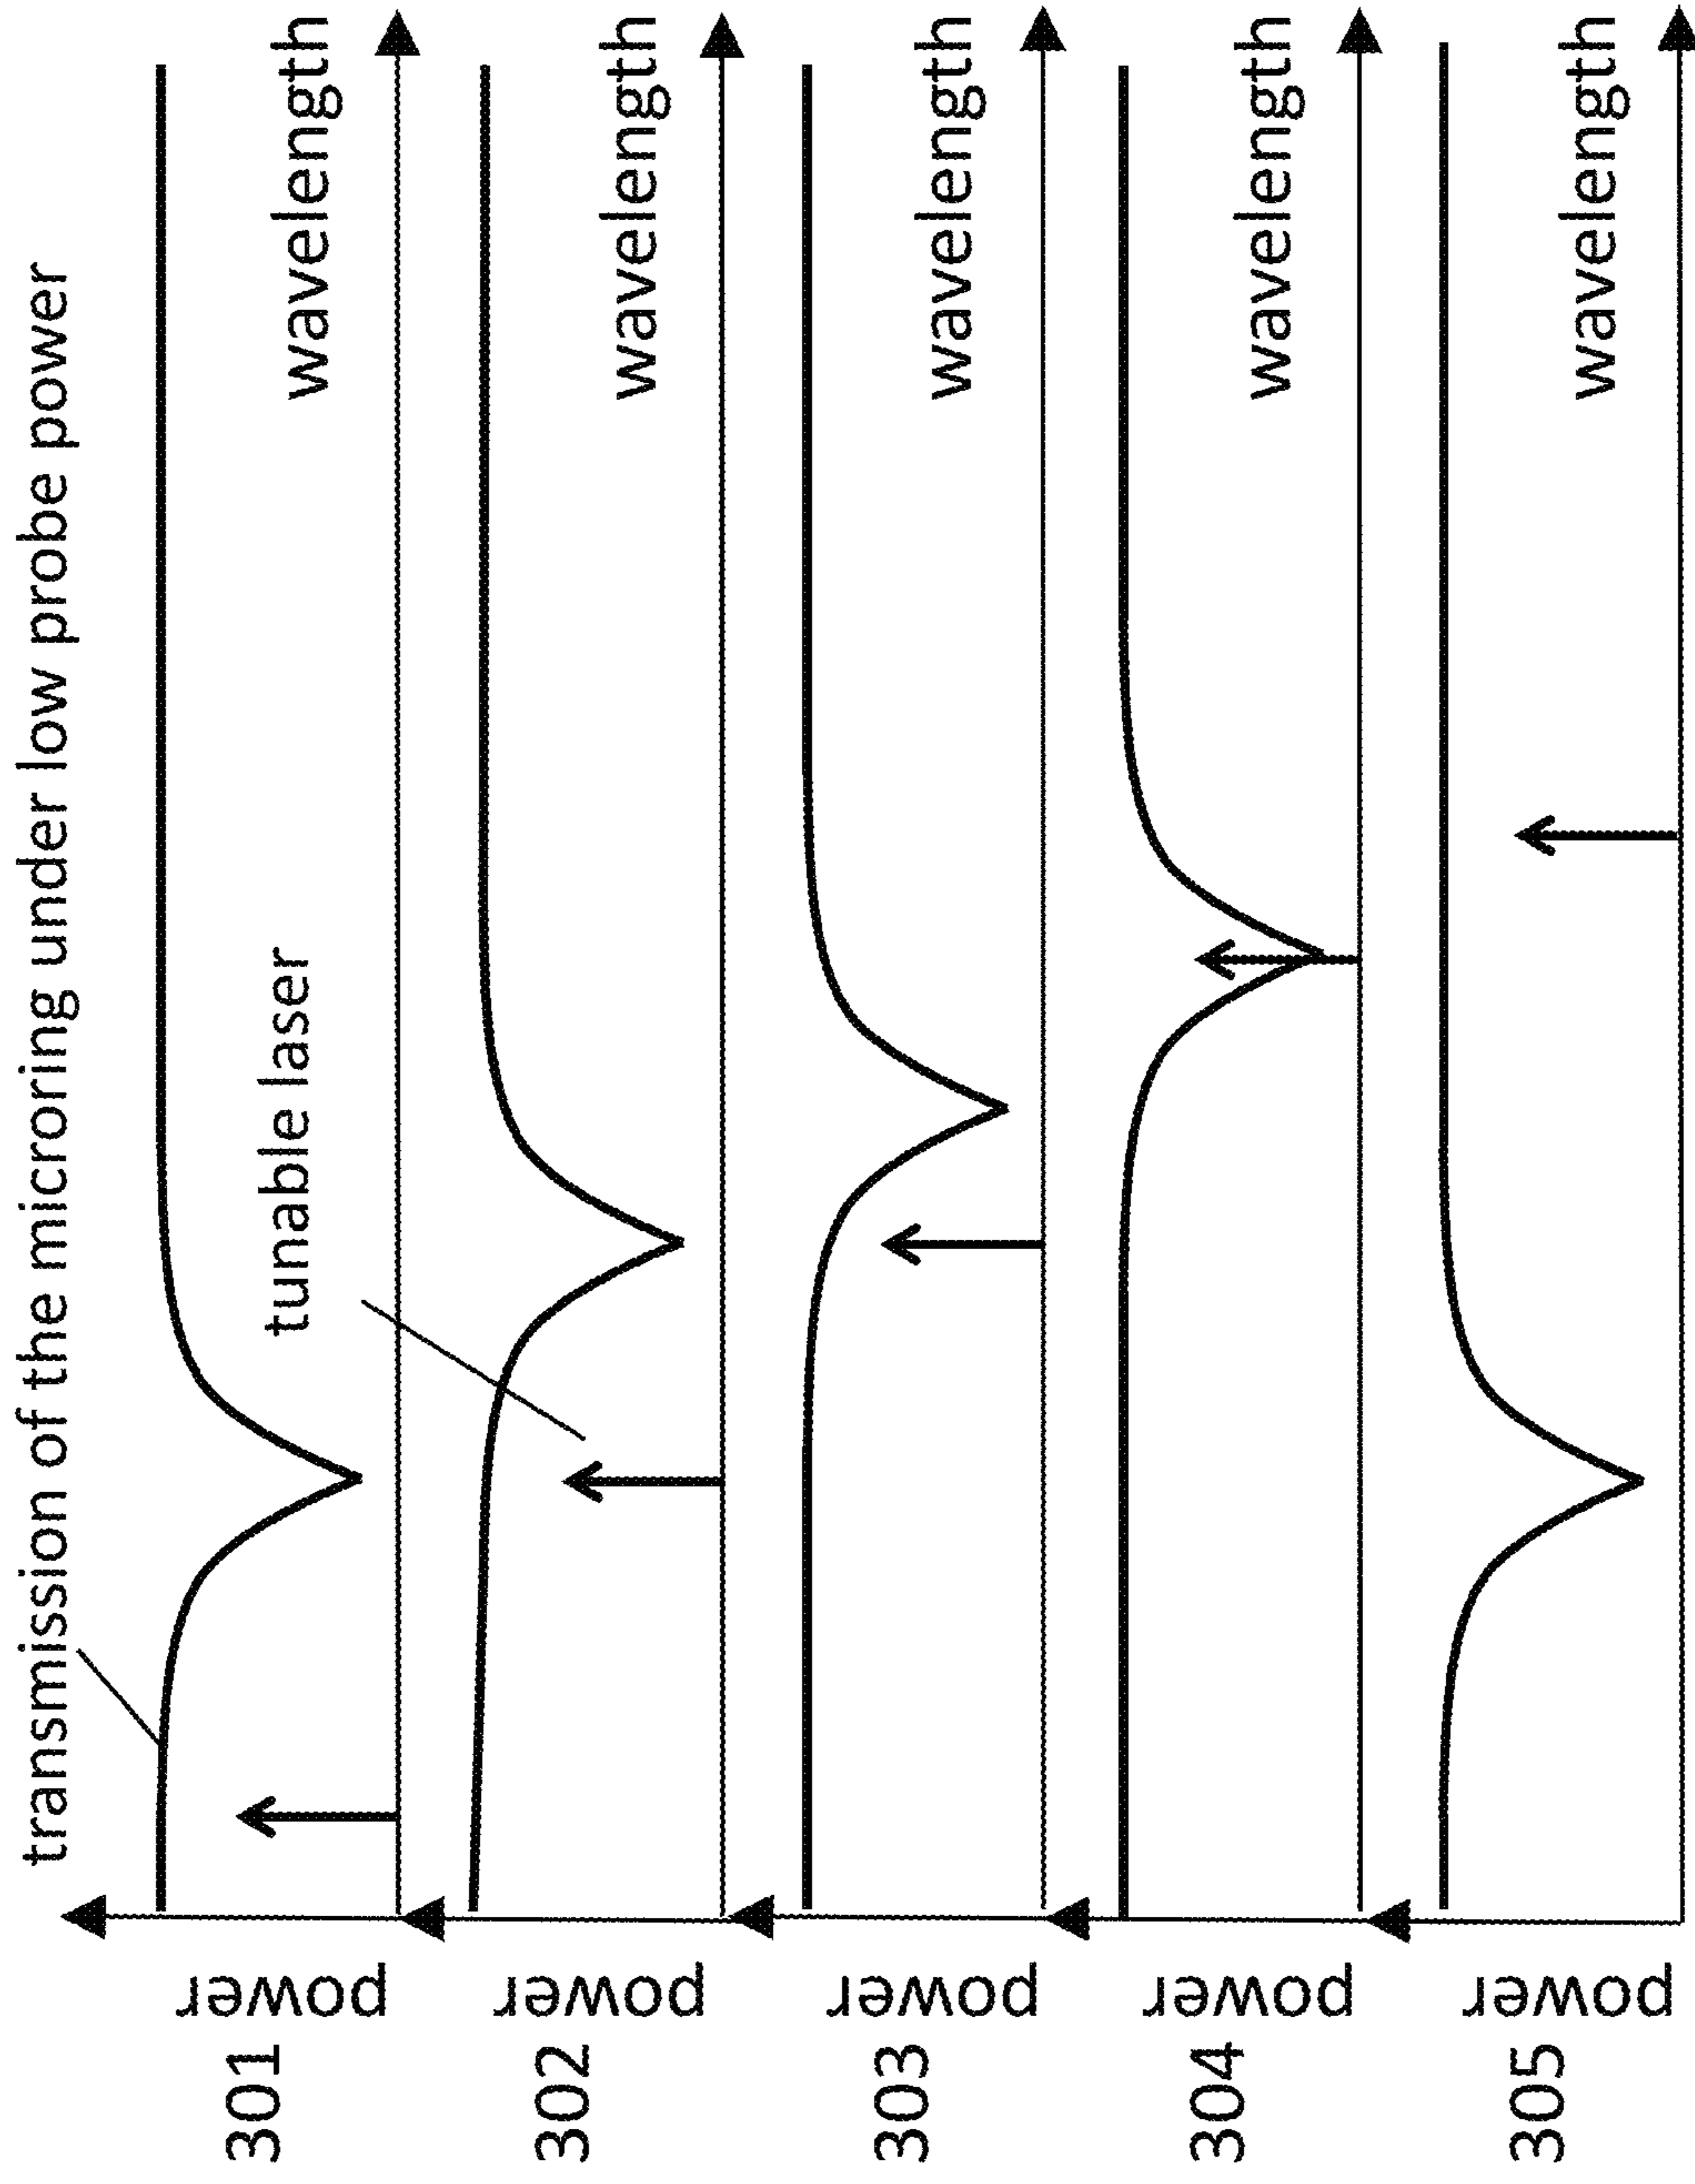 transmission of the microring under low probe power
301
power
wavelength
tunable laser
302
power
wavelength
303
power
wavelength
304
power
wavelength
305
power
wavelength